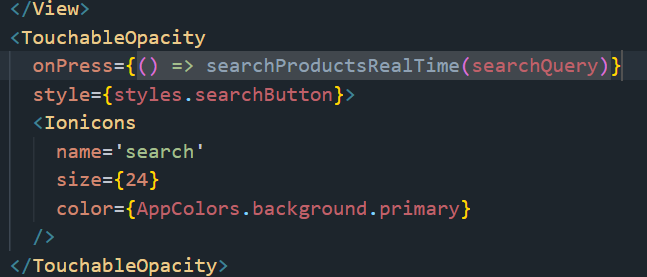 </View>
<TouchableOpacity
onPress={() => searchProductsRealTime(searchQuery)}
style={styles.searchButton}>
<Ionicons
name='search'
size={24}
color={AppColors.background.primary}
/>
</TouchableOpacity>